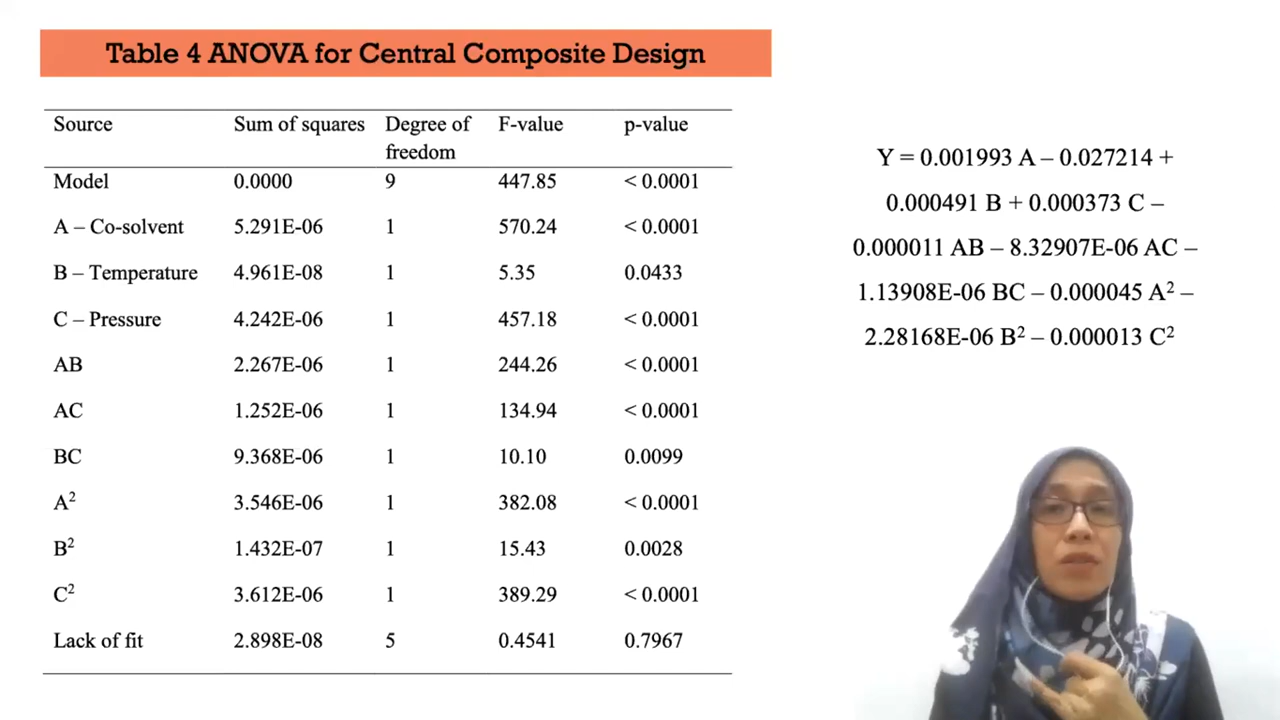 Table 4 ANOVA for Central Composite Design
Source Sum of squares Degree of freedom F-value p-value
Model 0.0000 9 447.85 < 0.0001
A – Co-solvent 5.291E-06 1 570.24 < 0.0001
B – Temperature 4.961E-08 1 5.35 0.0433
C – Pressure 4.242E-06 1 457.18 < 0.0001
AB 2.267E-06 1 244.26 < 0.0001
AC 1.252E-06 1 134.94 < 0.0001
BC 9.368E-06 1 10.10 0.0099
A² 3.546E-06 1 382.08 < 0.0001
B² 1.432E-07 1 15.43 0.0028
C² 3.612E-06 1 389.29 < 0.0001
Lack of fit 2.898E-08 5 0.4541 0.7967
Y = 0.001993 A – 0.027214 +
0.000491 B + 0.000373 C –
0.000011 AB – 8.32907E-06 AC –
1.13908E-06 BC – 0.000045 A² –
2.28168E-06 B² – 0.000013 C²